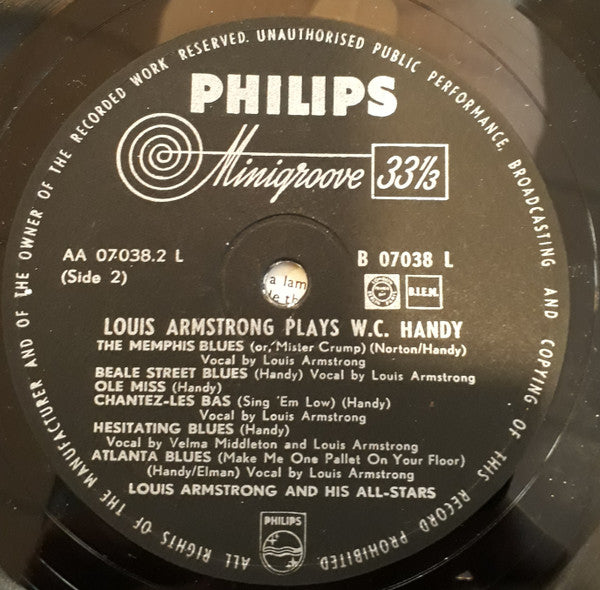 ALL RIGHTS OF THE MANUFACTURER AND OF THE OWNER OF THE RECORDED WORK RESERVED. UNAUTHORISED PUBLIC PERFORMANCE, BROADCASTING AND COPYING OF THIS RECORD PROHIBITED.
PHILIPS
Minigroove 33⅓
AA 07038.2 L
(Side 2)
B 07038 L
B.I.E.M.
a lam
de th
LOUIS ARMSTRONG PLAYS W.C. HANDY
THE MEMPHIS BLUES (or, Mister Crump) (Norton/Handy)
Vocal by Louis Armstrong
BEALE STREET BLUES (Handy) Vocal by Louis Armstrong
OLE MISS (Handy)
CHANTEZ-LES BAS (Sing 'Em Low) (Handy)
Vocal by Louis Armstrong
HESITATING BLUES (Handy)
Vocal by Velma Middleton and Louis Armstrong
ATLANTA BLUES (Make Me One Pallet On Your Floor)
(Handy/Elman) Vocal by Louis Armstrong
LOUIS ARMSTRONG AND HIS ALL-STARS
PHILIPS